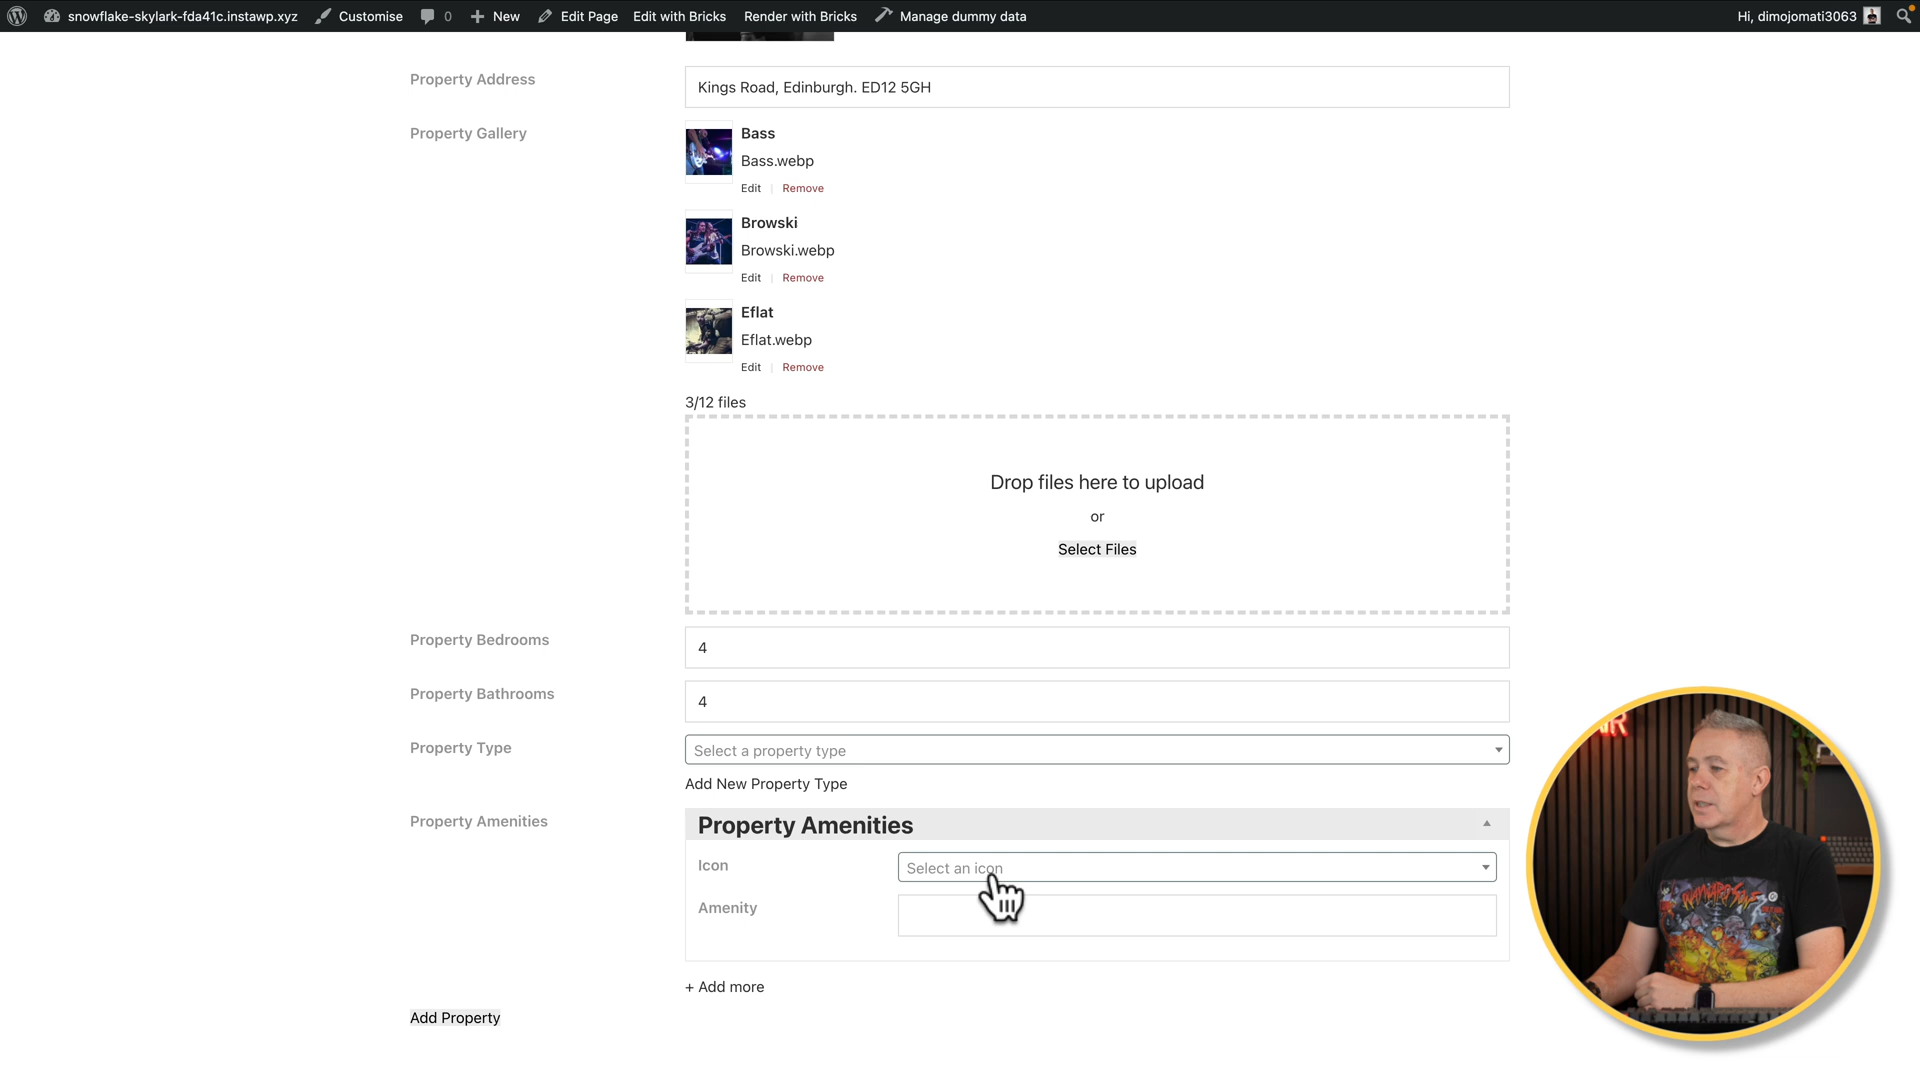 snowflake-skylark-fda41c.instawp.xyz Customise 0 New Edit Page Edit with Bricks Render with Bricks Manage dummy data Hi, dimojomati3063
Property Address
Kings Road, Edinburgh. ED12 5GH
Property Gallery
Bass
Bass.webp
Edit | Remove
Browski
Browski.webp
Edit | Remove
Eflat
Eflat.webp
Edit | Remove
3/12 files
Drop files here to upload
or
Select Files
Property Bedrooms
4
Property Bathrooms
4
Property Type
Select a property type
Add New Property Type
Property Amenities
Property Amenities
Icon
Select an icon
Amenity
+ Add more
Add Property